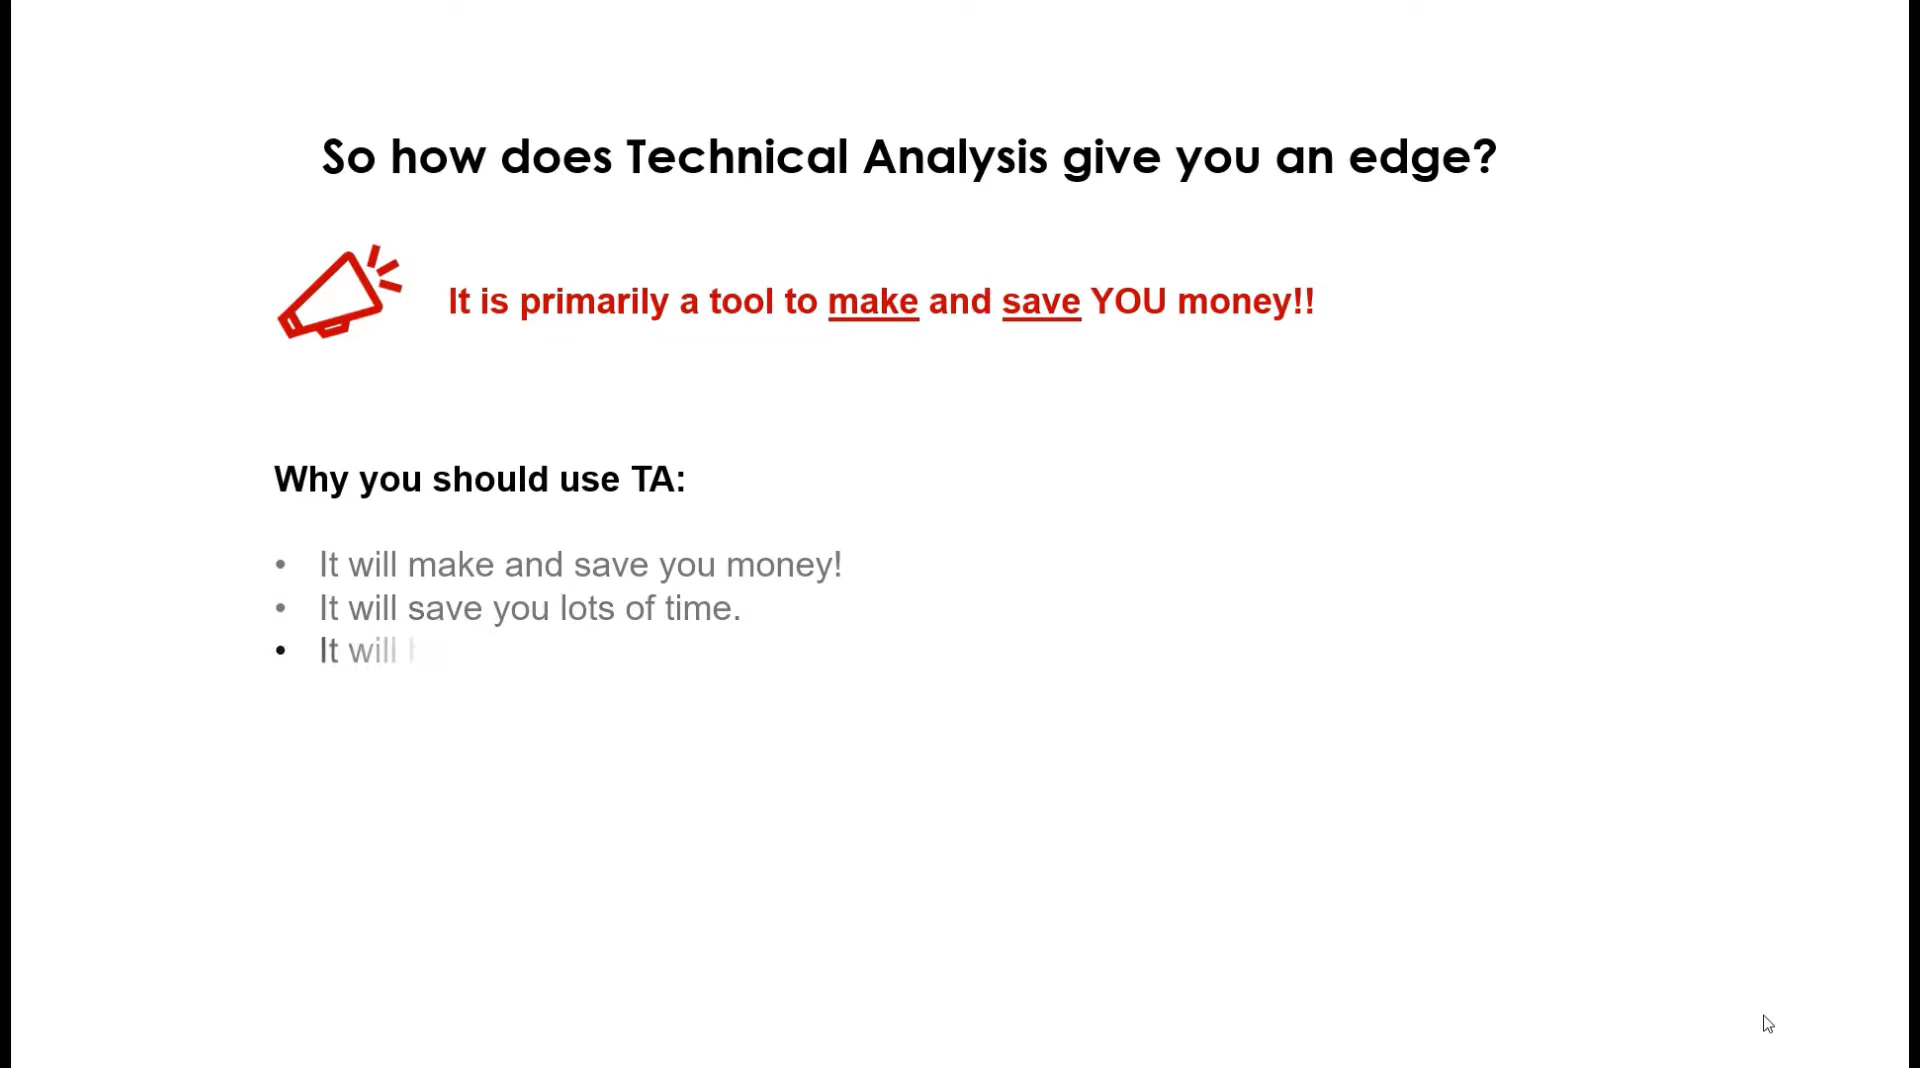 So how does Technical Analysis give you an edge?
It is primarily a tool to make and save YOU money!!
Why you should use TA:
• It will make and save you money!
• It will save you lots of time.
• It will